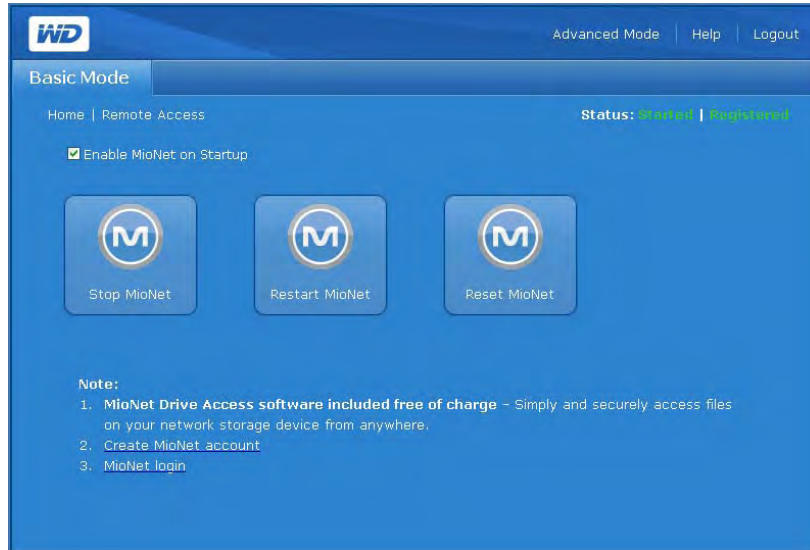 WD
Advanced Mode | Help | Logout
Basic Mode
Home | Remote Access
Status: Started | Registered
Enable MioNet on Startup
M
M
M
Stop MioNet
Restart MioNet
Reset MioNet
Note:
1. MioNet Drive Access software included free of charge – Simply and securely access files
on your network storage device from anywhere.
2. Create MioNet account
3. MioNet login